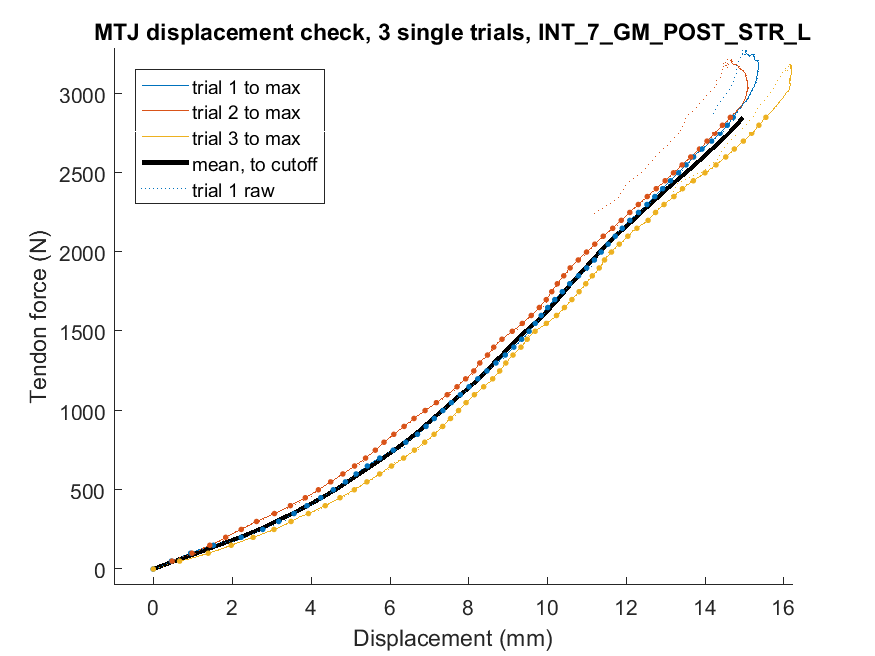 MTJ displacement check, 3 single trials, INT_7_GM_POST_STR_L
trial 1 to max
trial 2 to max
trial 3 to max
mean, to cutoff
trial 1 raw
3000
2500
2000
1500
1000
500
0
Tendon force (N)
0 2 4 6 8 10 12 14 16
Displacement (mm)